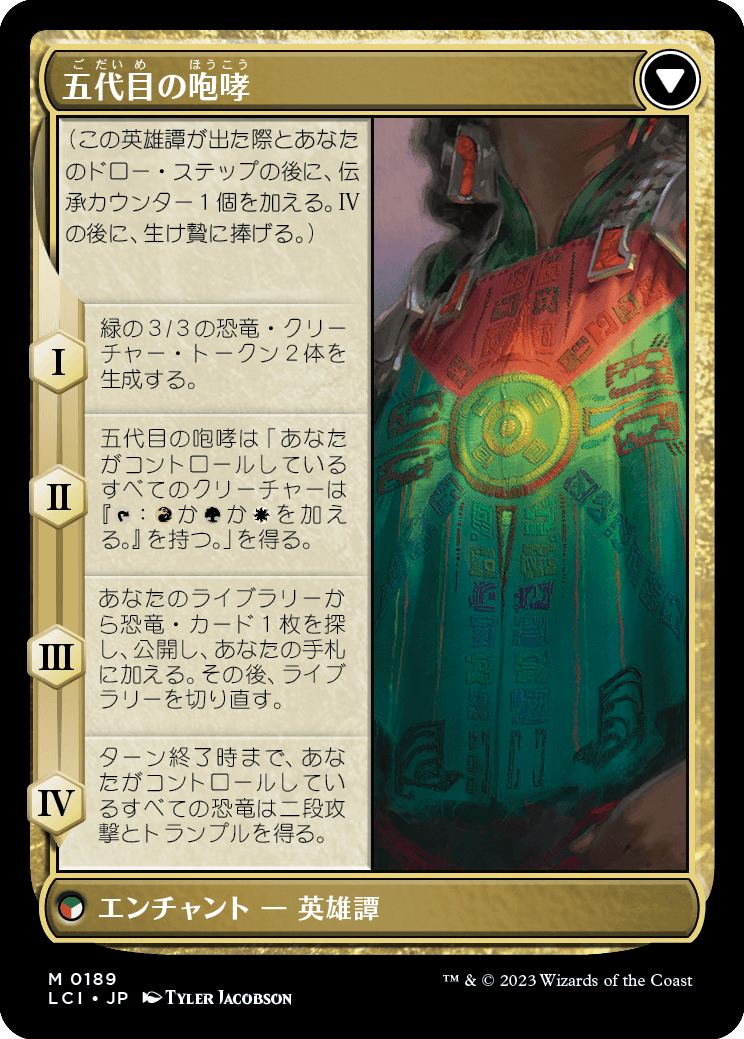 ごだいめ ほうこう
五代目の咆哮
(この英雄譚が出た際とあなた
のドロー・ステップの後に、伝
承カウンター１個を加える。IV
の後に、生け贄に捧げる。)
I
緑の３/３の恐竜・クリー
チャー・トークン２体を
生成する。
II
五代目の咆哮は「あなた
がコントロールしている
すべてのクリーチャーは
『：かかを加え
る。』を持つ。」を得る。
III
あなたのライブラリーか
ら恐竜・カード１枚を探
し、公開し、あなたの手札
に加える。その後、ライブ
ラリーを切り直す。
IV
ターン終了時まで、あな
たがコントロールしてい
るすべての恐竜は二段攻
撃とトランプルを得る。
エンチャント — 英雄譚
M 0189
LCI • JP TYLER JACOBSON
™ & © 2023 Wizards of the Coast